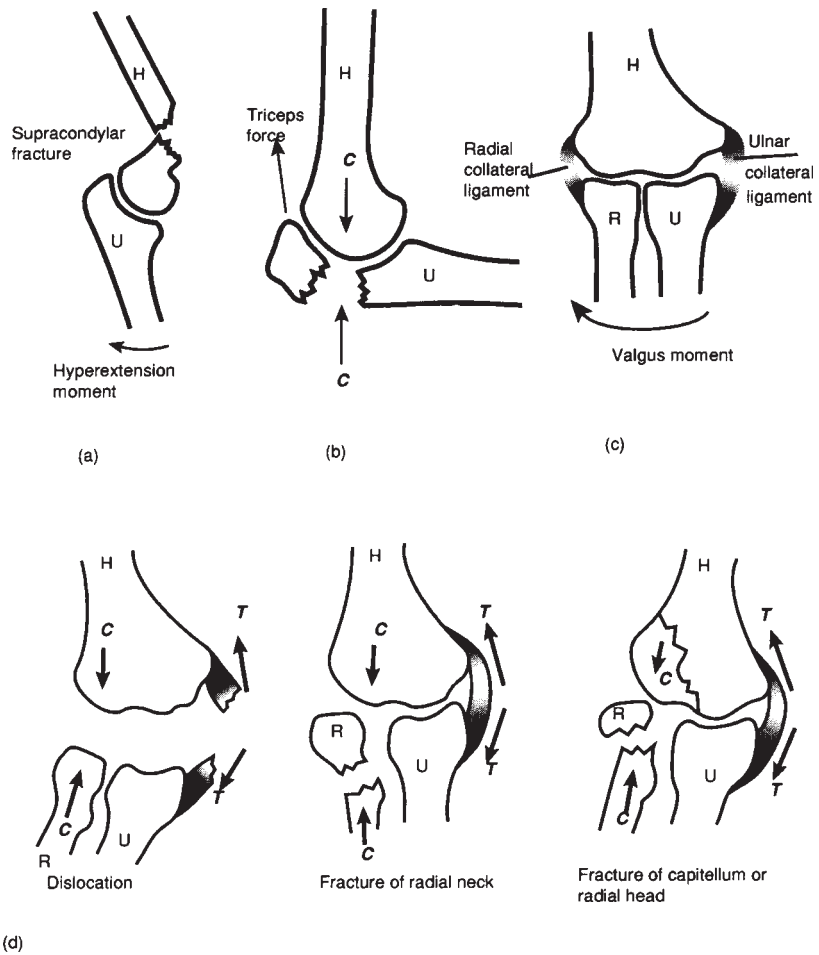 H
Supracondylar
fracture
U
Hyperextension
moment
(a)
H
Triceps
force
C
U
C
(b)
H
Radial
collateral
ligament
Ulnar
collateral
ligament
R
U
Valgus moment
(c)
H
C
T
C
T
R
U
Dislocation
H
C
T
R
U
T
C
Fracture of radial neck
H
T
C
R
U
T
C
Fracture of capitellum or
radial head
(d)